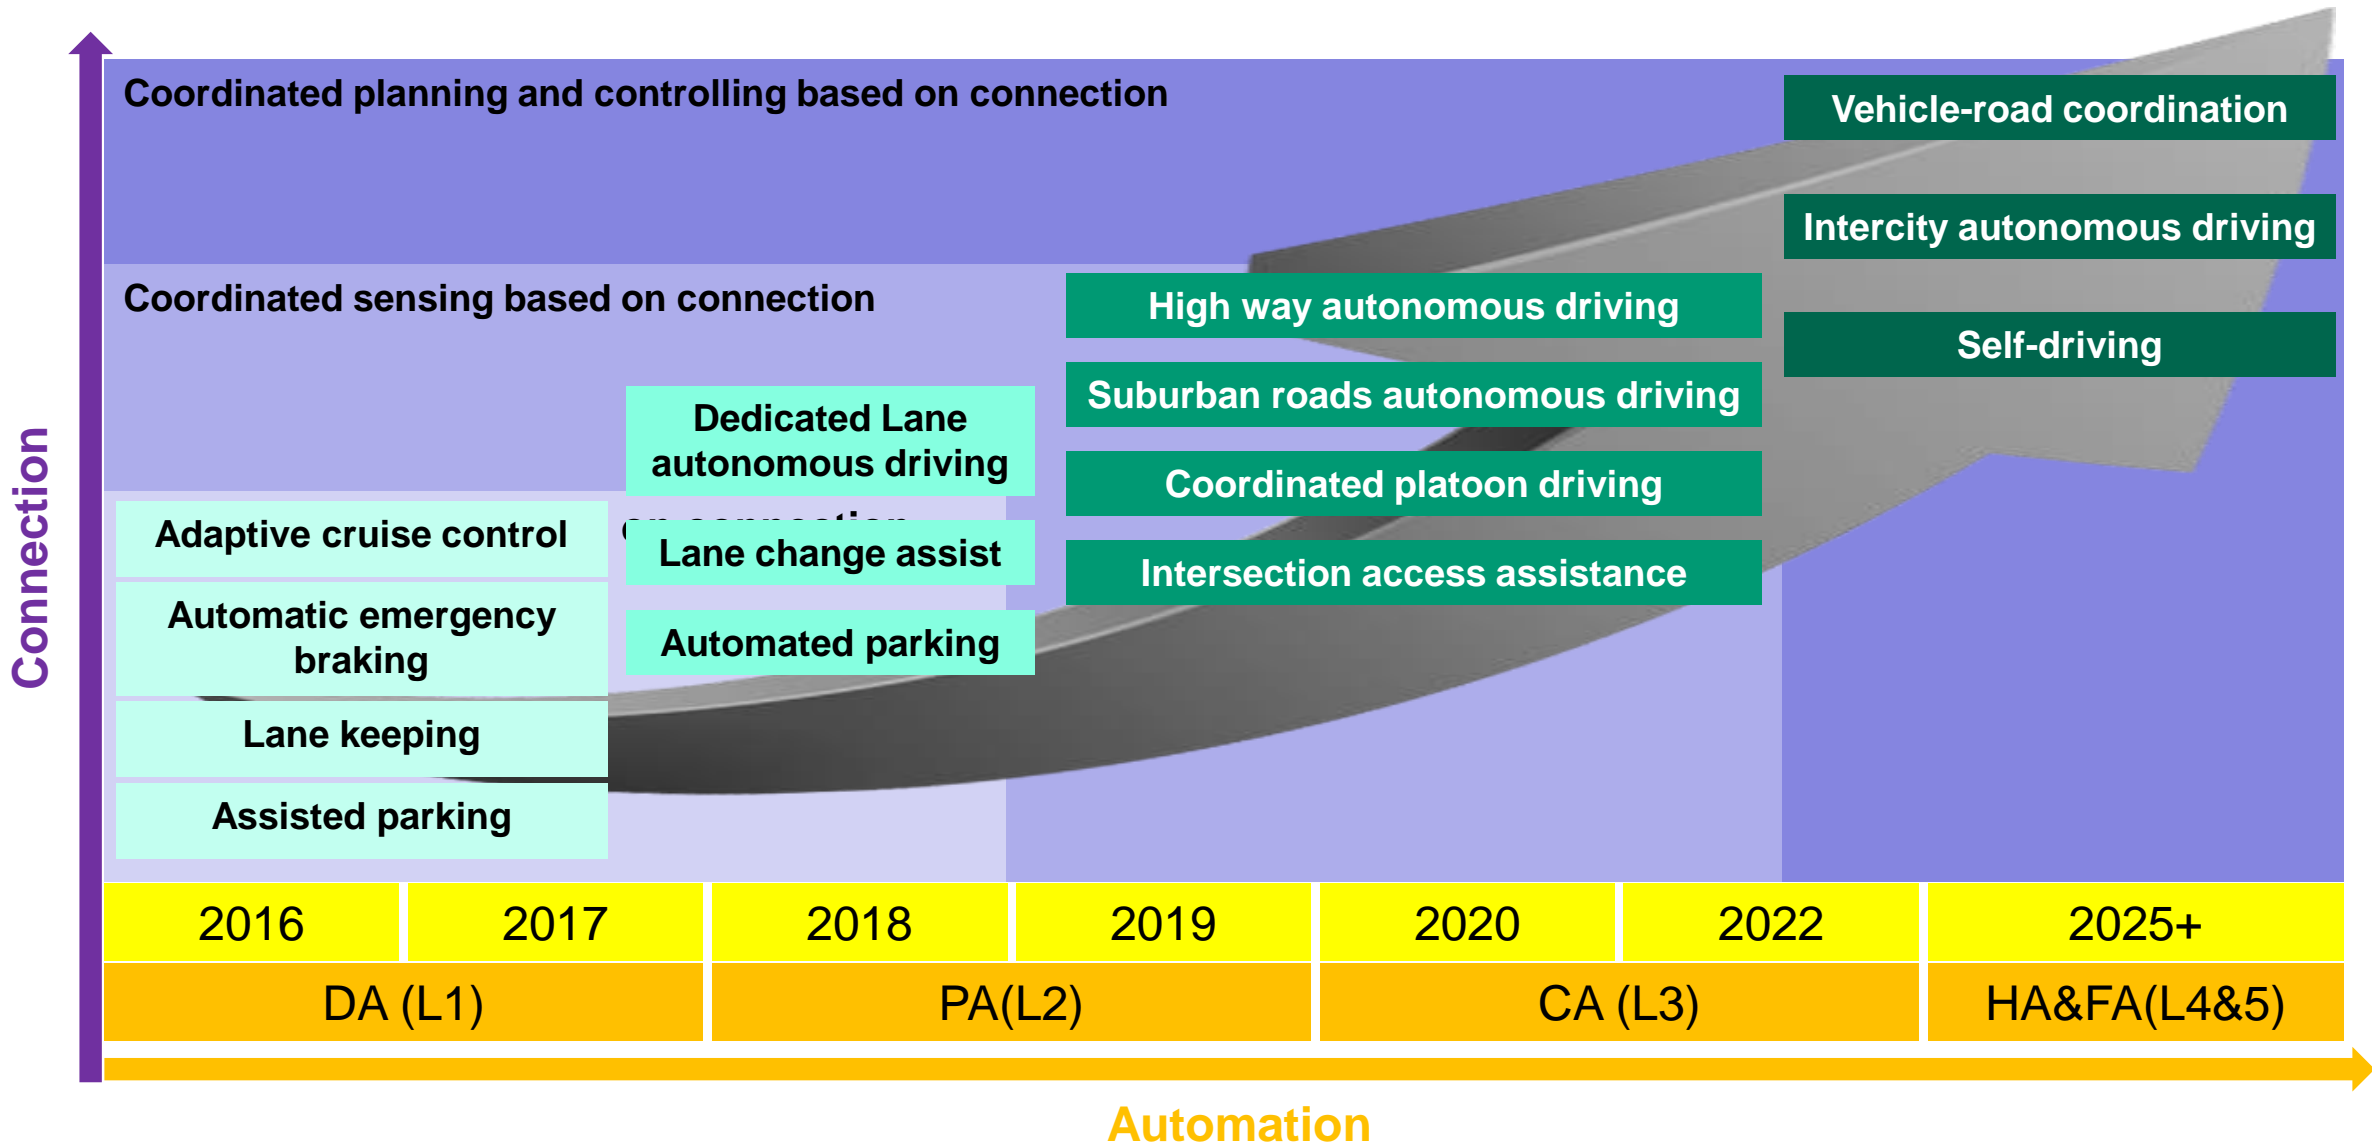 Coordinated planning and controlling based on connection
Vehicle-road coordination
Intercity autonomous driving
Self-driving
Coordinated sensing based on connection
High way autonomous driving
Suburban roads autonomous driving
Coordinated platoon driving
Intersection access assistance
Dedicated Lane
autonomous driving
Lane change assist
Automated parking
Adaptive cruise control
Automatic emergency
braking
Lane keeping
Assisted parking
Connection
2016
2017
2018
2019
2020
2022
2025+
DA (L1)
PA(L2)
CA (L3)
HA&FA(L4&5)
Automation